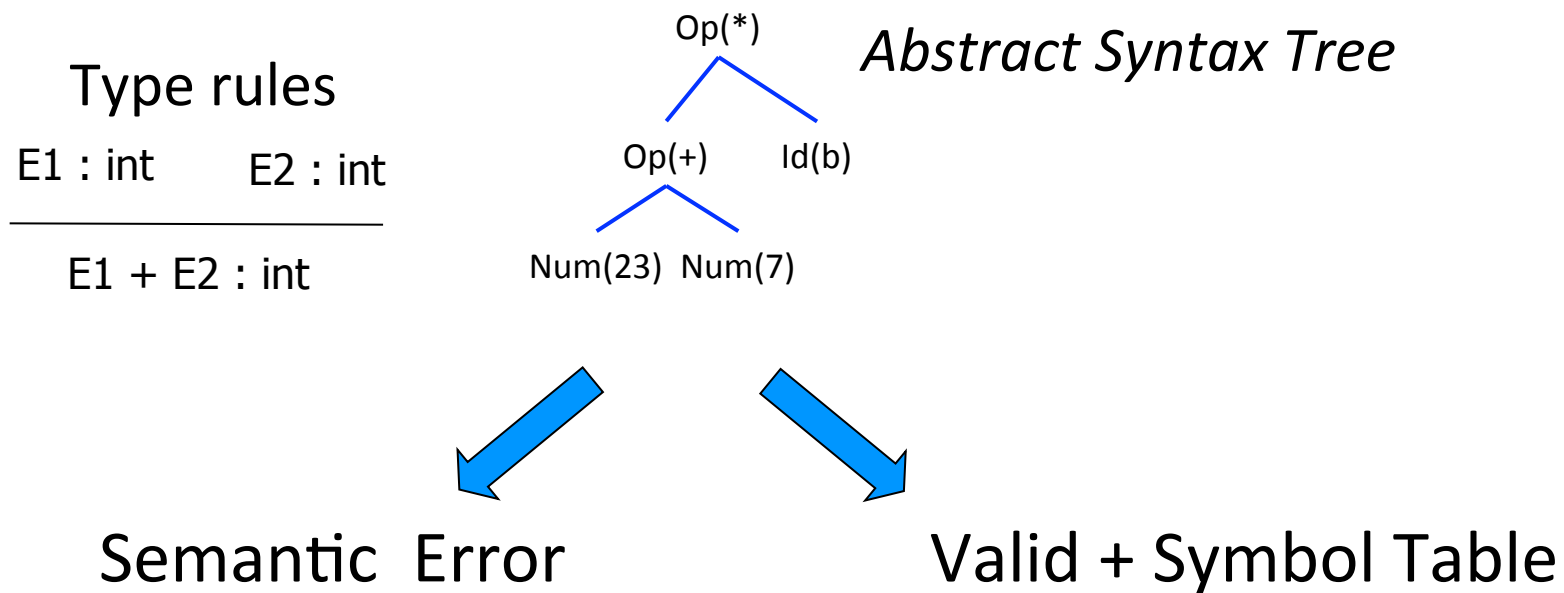 Type rules
E1 : int E2 : int
E1 + E2 : int
Op(*)
Abstract Syntax Tree
Op(+) Id(b)
Num(23) Num(7)
Semantic Error
Valid + Symbol Table